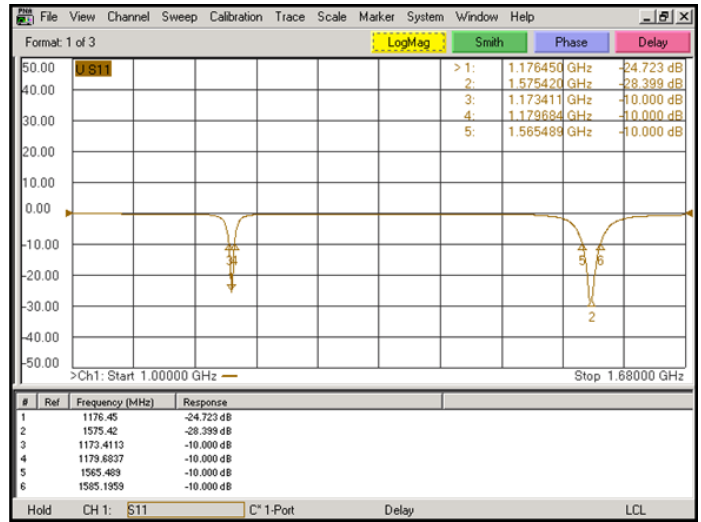 PNA File View Channel Sweep Calibration Trace Scale Marker System Window Help
Format: 1 of 3 LogMag Smith Phase Delay
50.00 U S11 > 1: 1.176450 GHz -24.723 dB
40.00 2: 1.575420 GHz -28.399 dB
3: 1.173411 GHz -10.000 dB
30.00 4: 1.179684 GHz -10.000 dB
5: 1.565489 GHz -10.000 dB
20.00
10.00
0.00
-10.00
3 4 5 6
-20.00
-30.00
2
-40.00
-50.00
>Ch1: Start 1.00000 GHz Stop 1.68000 GHz
# Ref Frequency (MHz) Response
1 1176.45 -24.723 dB
2 1575.42 -28.399 dB
3 1173.4113 -10.000 dB
4 1179.6837 -10.000 dB
5 1565.489 -10.000 dB
6 1585.1959 -10.000 dB
Hold CH 1: S11 C* 1-Port Delay LCL